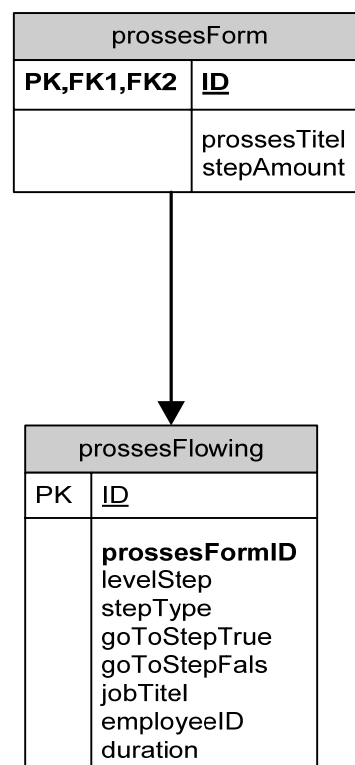 prossesForm
PK,FK1,FK2 ID
prossesTitel
stepAmount
prossesFlowing
PK ID
prossesFormID
levelStep
stepType
goToStepTrue
goToStepFals
jobTitel
employeeID
duration